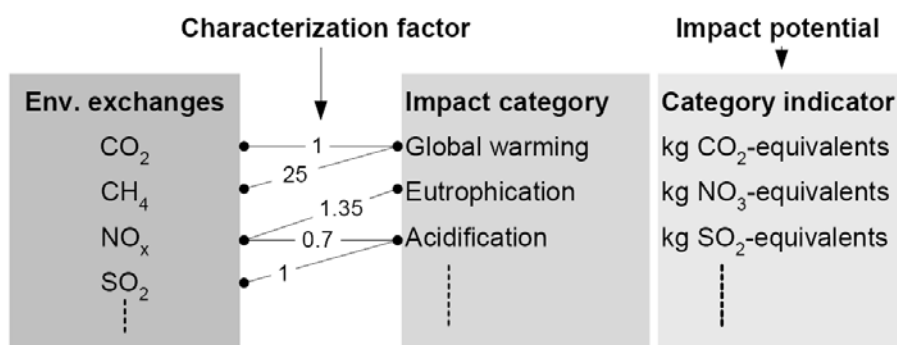 Characterization factor
Impact potential
Env. exchanges
Impact category
Category indicator
CO₂
1
Global warming
kg CO₂-equivalents
CH₄
25
Eutrophication
kg NO₃-equivalents
1.35
NOₓ
0.7
Acidification
kg SO₂-equivalents
SO₂
1